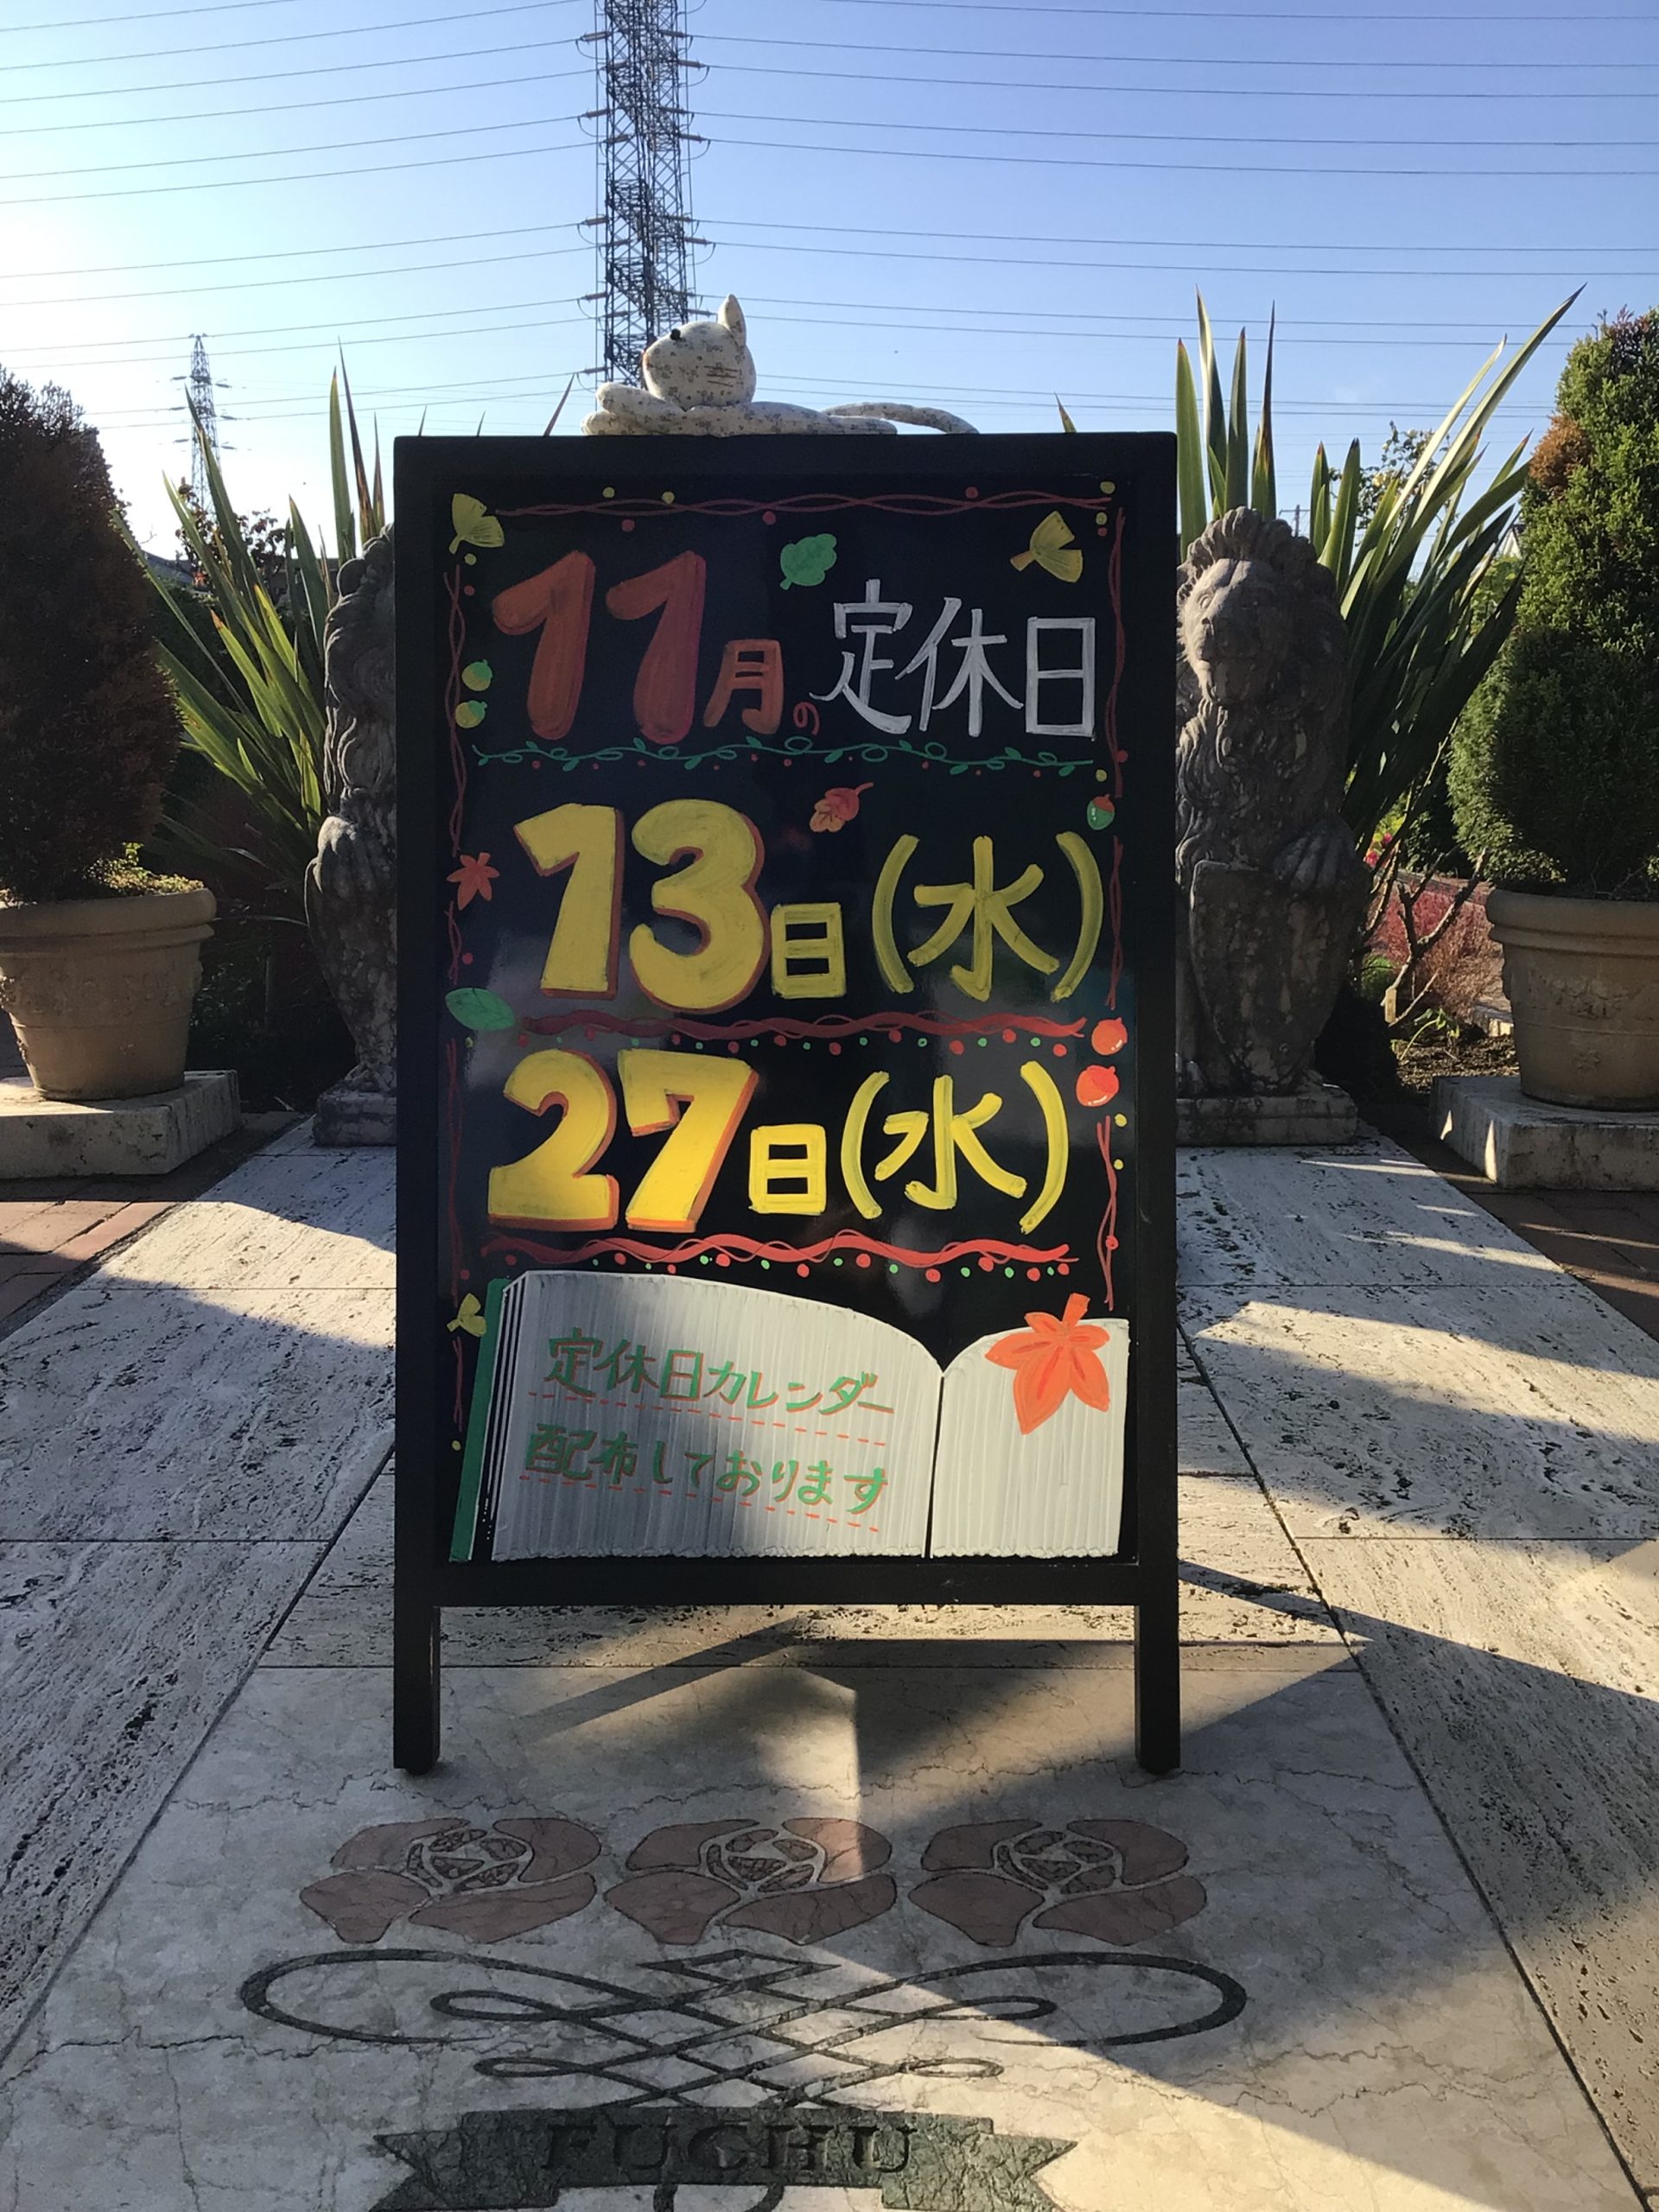 11月の定休日
13日(水)
27日(水)
定休日カレンダー
配布しております
FUCHU